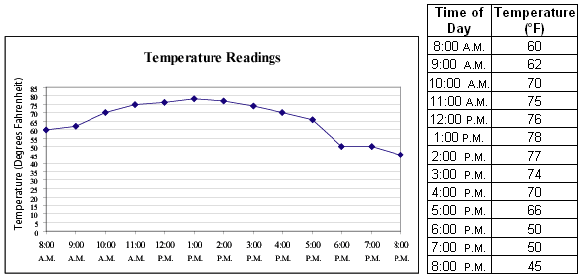 Temperature Readings
Temperature (Degrees Fahrenheit)
85
80
75
70
65
60
55
50
45
40
35
30
25
20
15
10
5
0
8:00 9:00 10:00 11:00 12:00 1:00 2:00 3:00 4:00 5:00 6:00 7:00 8:00
A.M. A.M. A.M. A.M. P.M. P.M. P.M. P.M. P.M. P.M. P.M. P.M. P.M.
Time of Day Temperature (°F)
8:00 A.M. 60
9:00 A.M. 62
10:00 A.M. 70
11:00 A.M. 75
12:00 P.M. 76
1:00 P.M. 78
2:00 P.M. 77
3:00 P.M. 74
4:00 P.M. 70
5:00 P.M. 66
6:00 P.M. 50
7:00 P.M. 50
8:00 P.M. 45